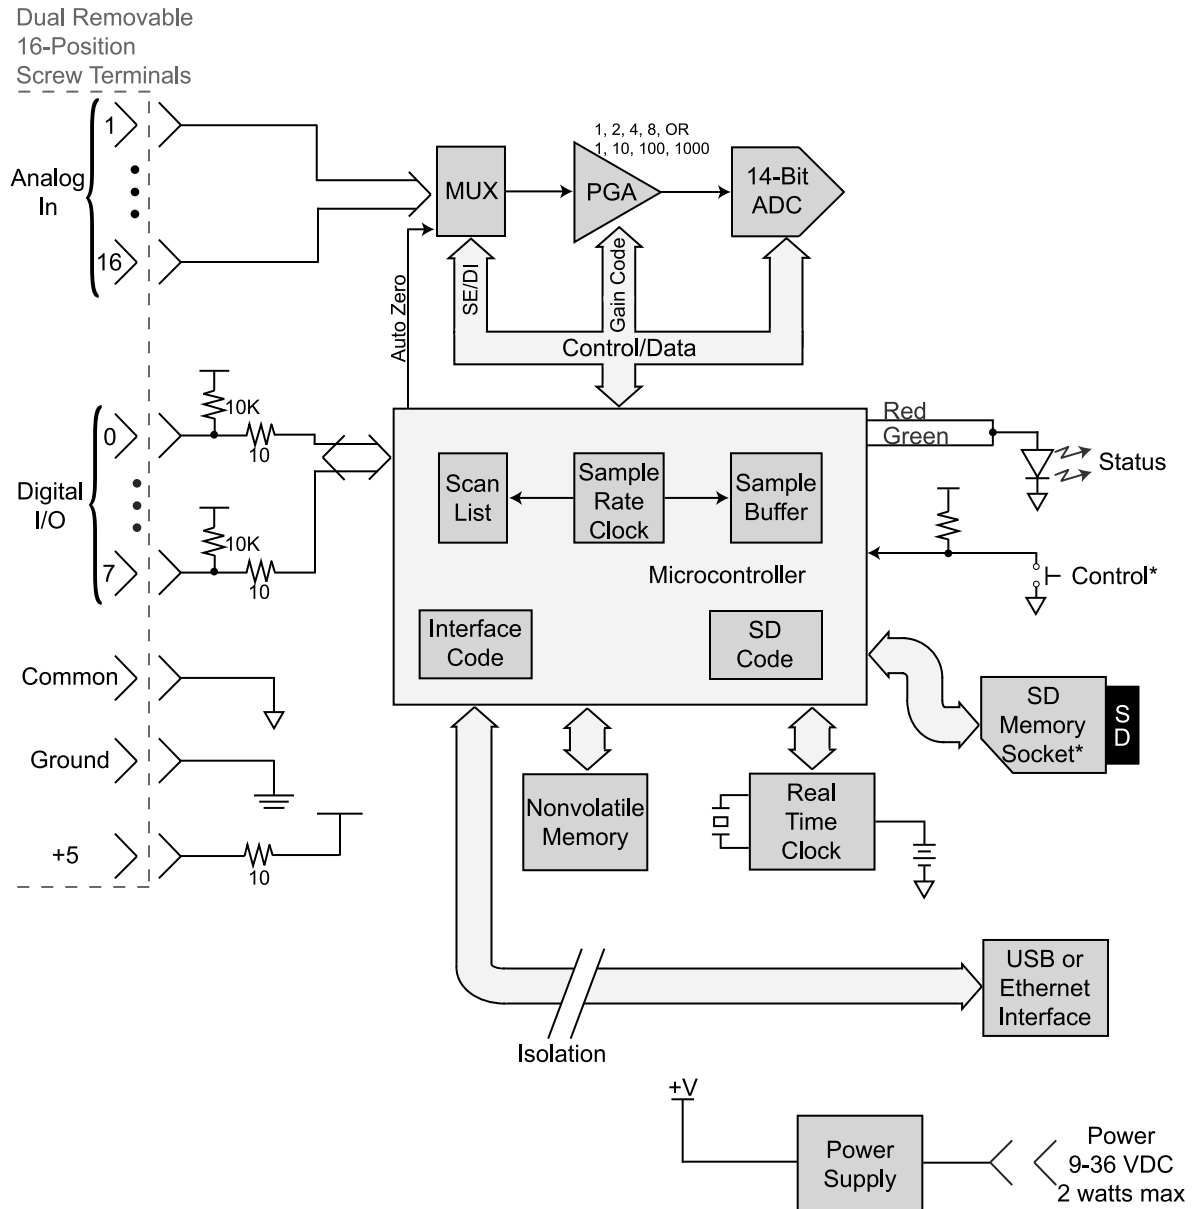 Dual Removable
16-Position
Screw Terminals
Analog
In
1
16
MUX
1, 2, 4, 8, OR
1, 10, 100, 1000
PGA
14-Bit
ADC
Auto Zero
SE/DI
Gain Code
Control/Data
Digital
I/O
0
10K
10
7
10K
10
Scan
List
Sample
Rate
Clock
Sample
Buffer
Microcontroller
Interface
Code
SD
Code
Red
Green
Status
Control*
Common
Ground
+5
10
SD
Memory
Socket*
S
D
Nonvolatile
Memory
Real
Time
Clock
USB or
Ethernet
Interface
Isolation
+V
Power
Supply
Power
9-36 VDC
2 watts max